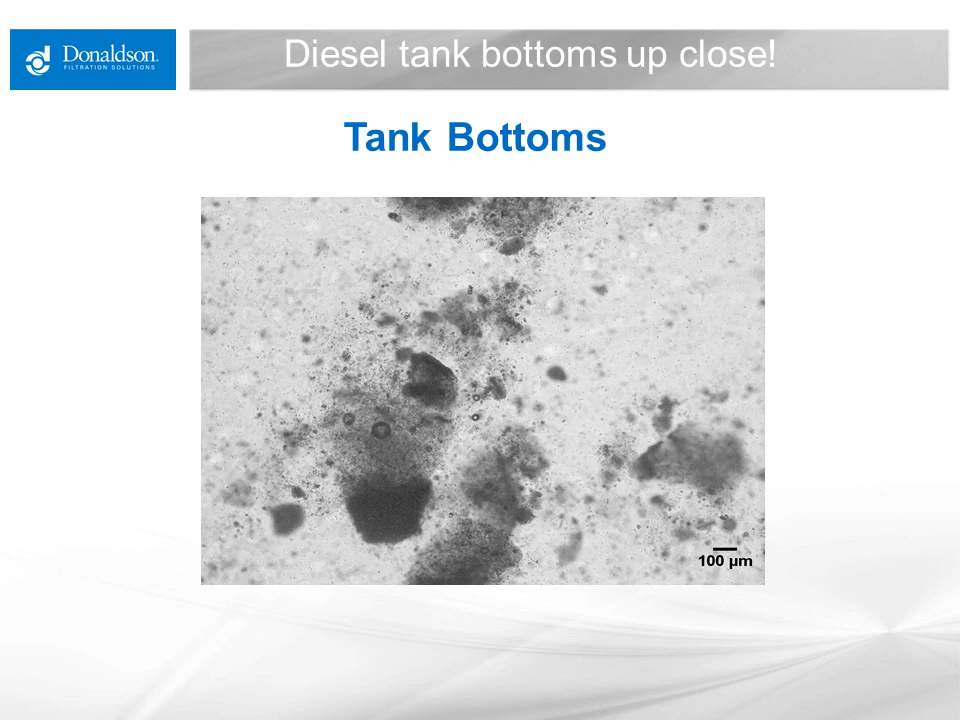 Donaldson.
FILTRATION SOLUTIONS
Diesel tank bottoms up close!
Tank Bottoms
100 µm